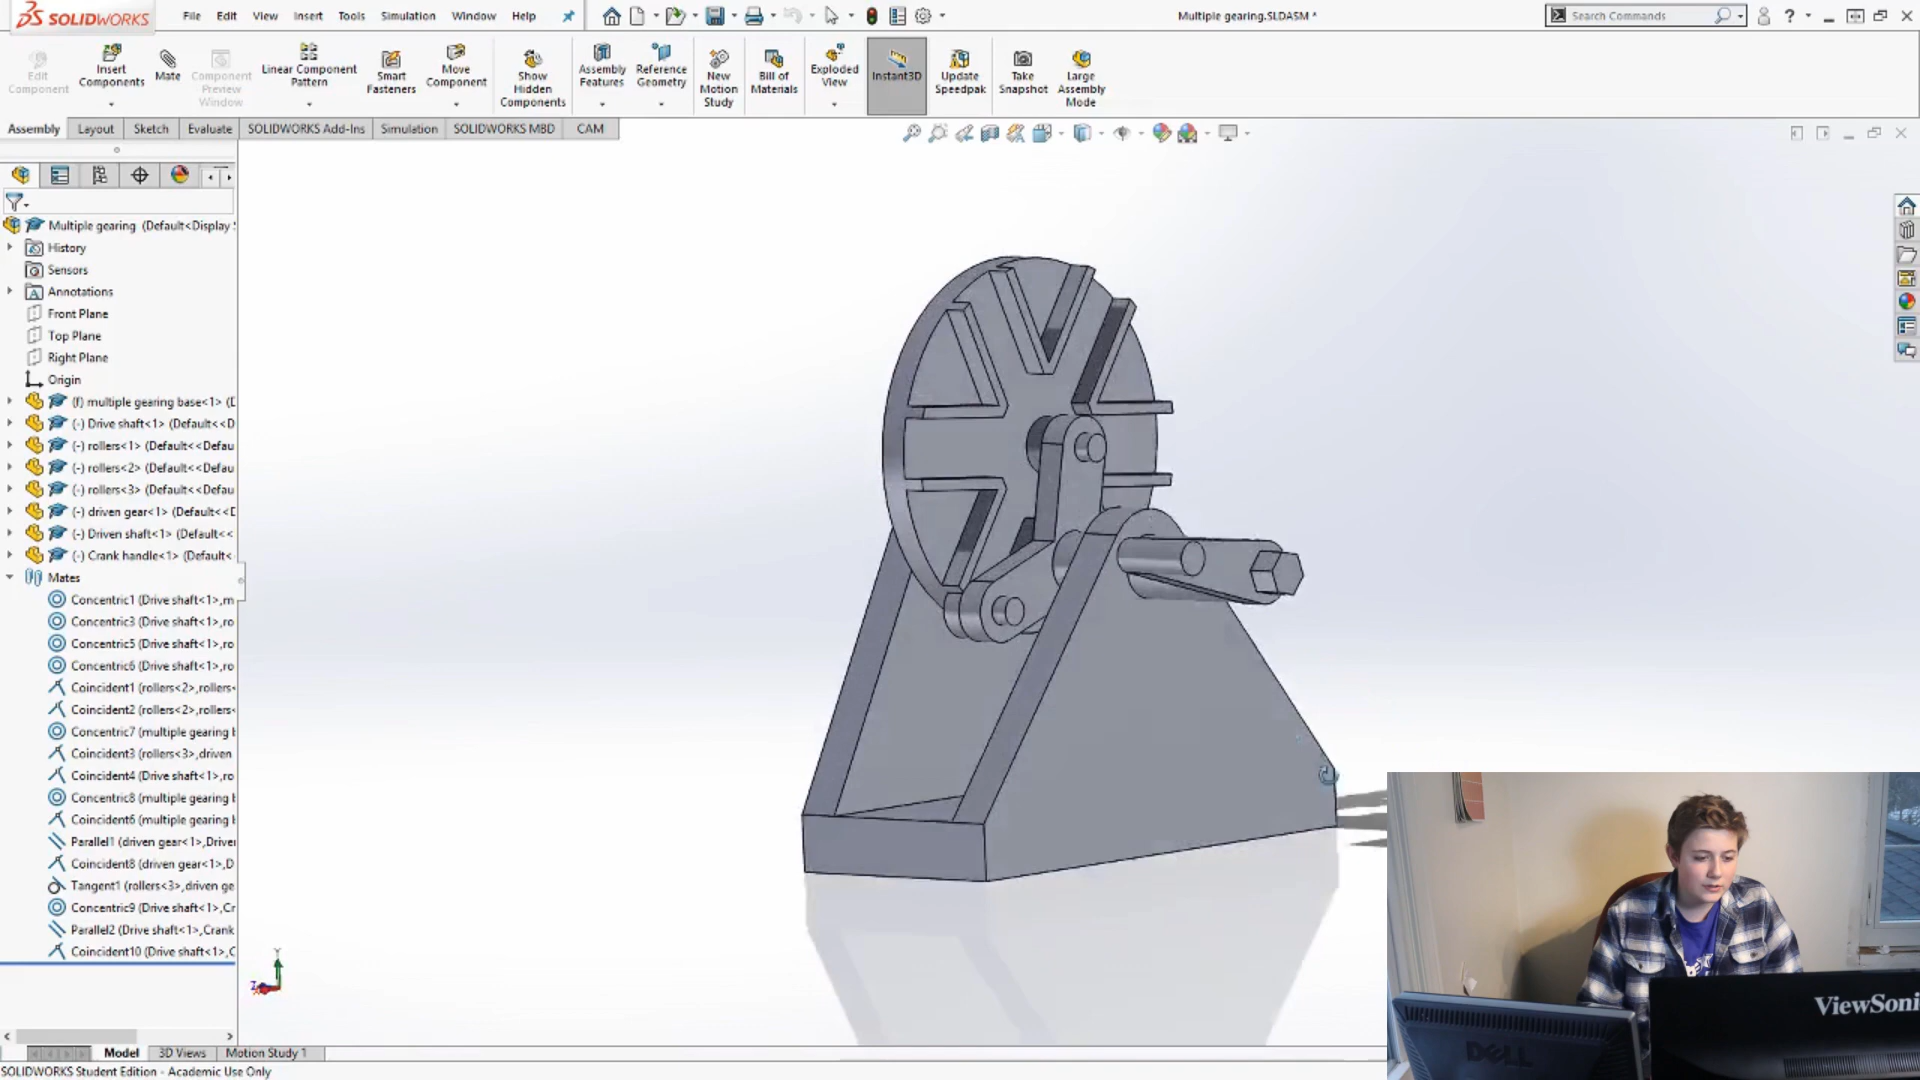 SOLIDWORKS
File Edit View Insert Tools Simulation Window Help
Multiple gearing.SLDASM *
Search Commands
Edit Component
Insert Components
Mate
Component Preview Window
Linear Component Pattern
Smart Fasteners
Move Component
Show Hidden Components
Assembly Features
Reference Geometry
New Motion Study
Bill of Materials
Exploded View
Instant3D
Update Speedpak
Take Snapshot
Large Assembly Mode
Assembly Layout Sketch Evaluate SOLIDWORKS Add-Ins Simulation SOLIDWORKS MBD CAM
Multiple gearing (Default<Display
History
Sensors
Annotations
Front Plane
Top Plane
Right Plane
Origin
(f) multiple gearing base<1> (D
(-) Drive shaft<1> (Default<<D
(-) rollers<1> (Default<<Defau
(-) rollers<2> (Default<<Defau
(-) rollers<3> (Default<<Defau
(-) driven gear<1> (Default<<D
(-) Driven shaft<1> (Default<<
(-) Crank handle<1> (Default<
Mates
Concentric1 (Drive shaft<1>,m
Concentric3 (Drive shaft<1>,ro
Concentric5 (Drive shaft<1>,ro
Concentric6 (Drive shaft<1>,ro
Coincident1 (rollers<2>,rollers<
Coincident2 (rollers<2>,rollers<
Concentric7 (multiple gearing b
Coincident3 (rollers<3>,driven
Coincident4 (Drive shaft<1>,ro
Concentric8 (multiple gearing b
Coincident6 (multiple gearing b
Parallel1 (driven gear<1>,Driver
Coincident8 (driven gear<1>,D
Tangent1 (rollers<3>,driven ge
Concentric9 (Drive shaft<1>,Cr
Parallel2 (Drive shaft<1>,Crank
Coincident10 (Drive shaft<1>,C
Y
Z
Model 3D Views Motion Study 1
SOLIDWORKS Student Edition - Academic Use Only
ViewSoni
DELL